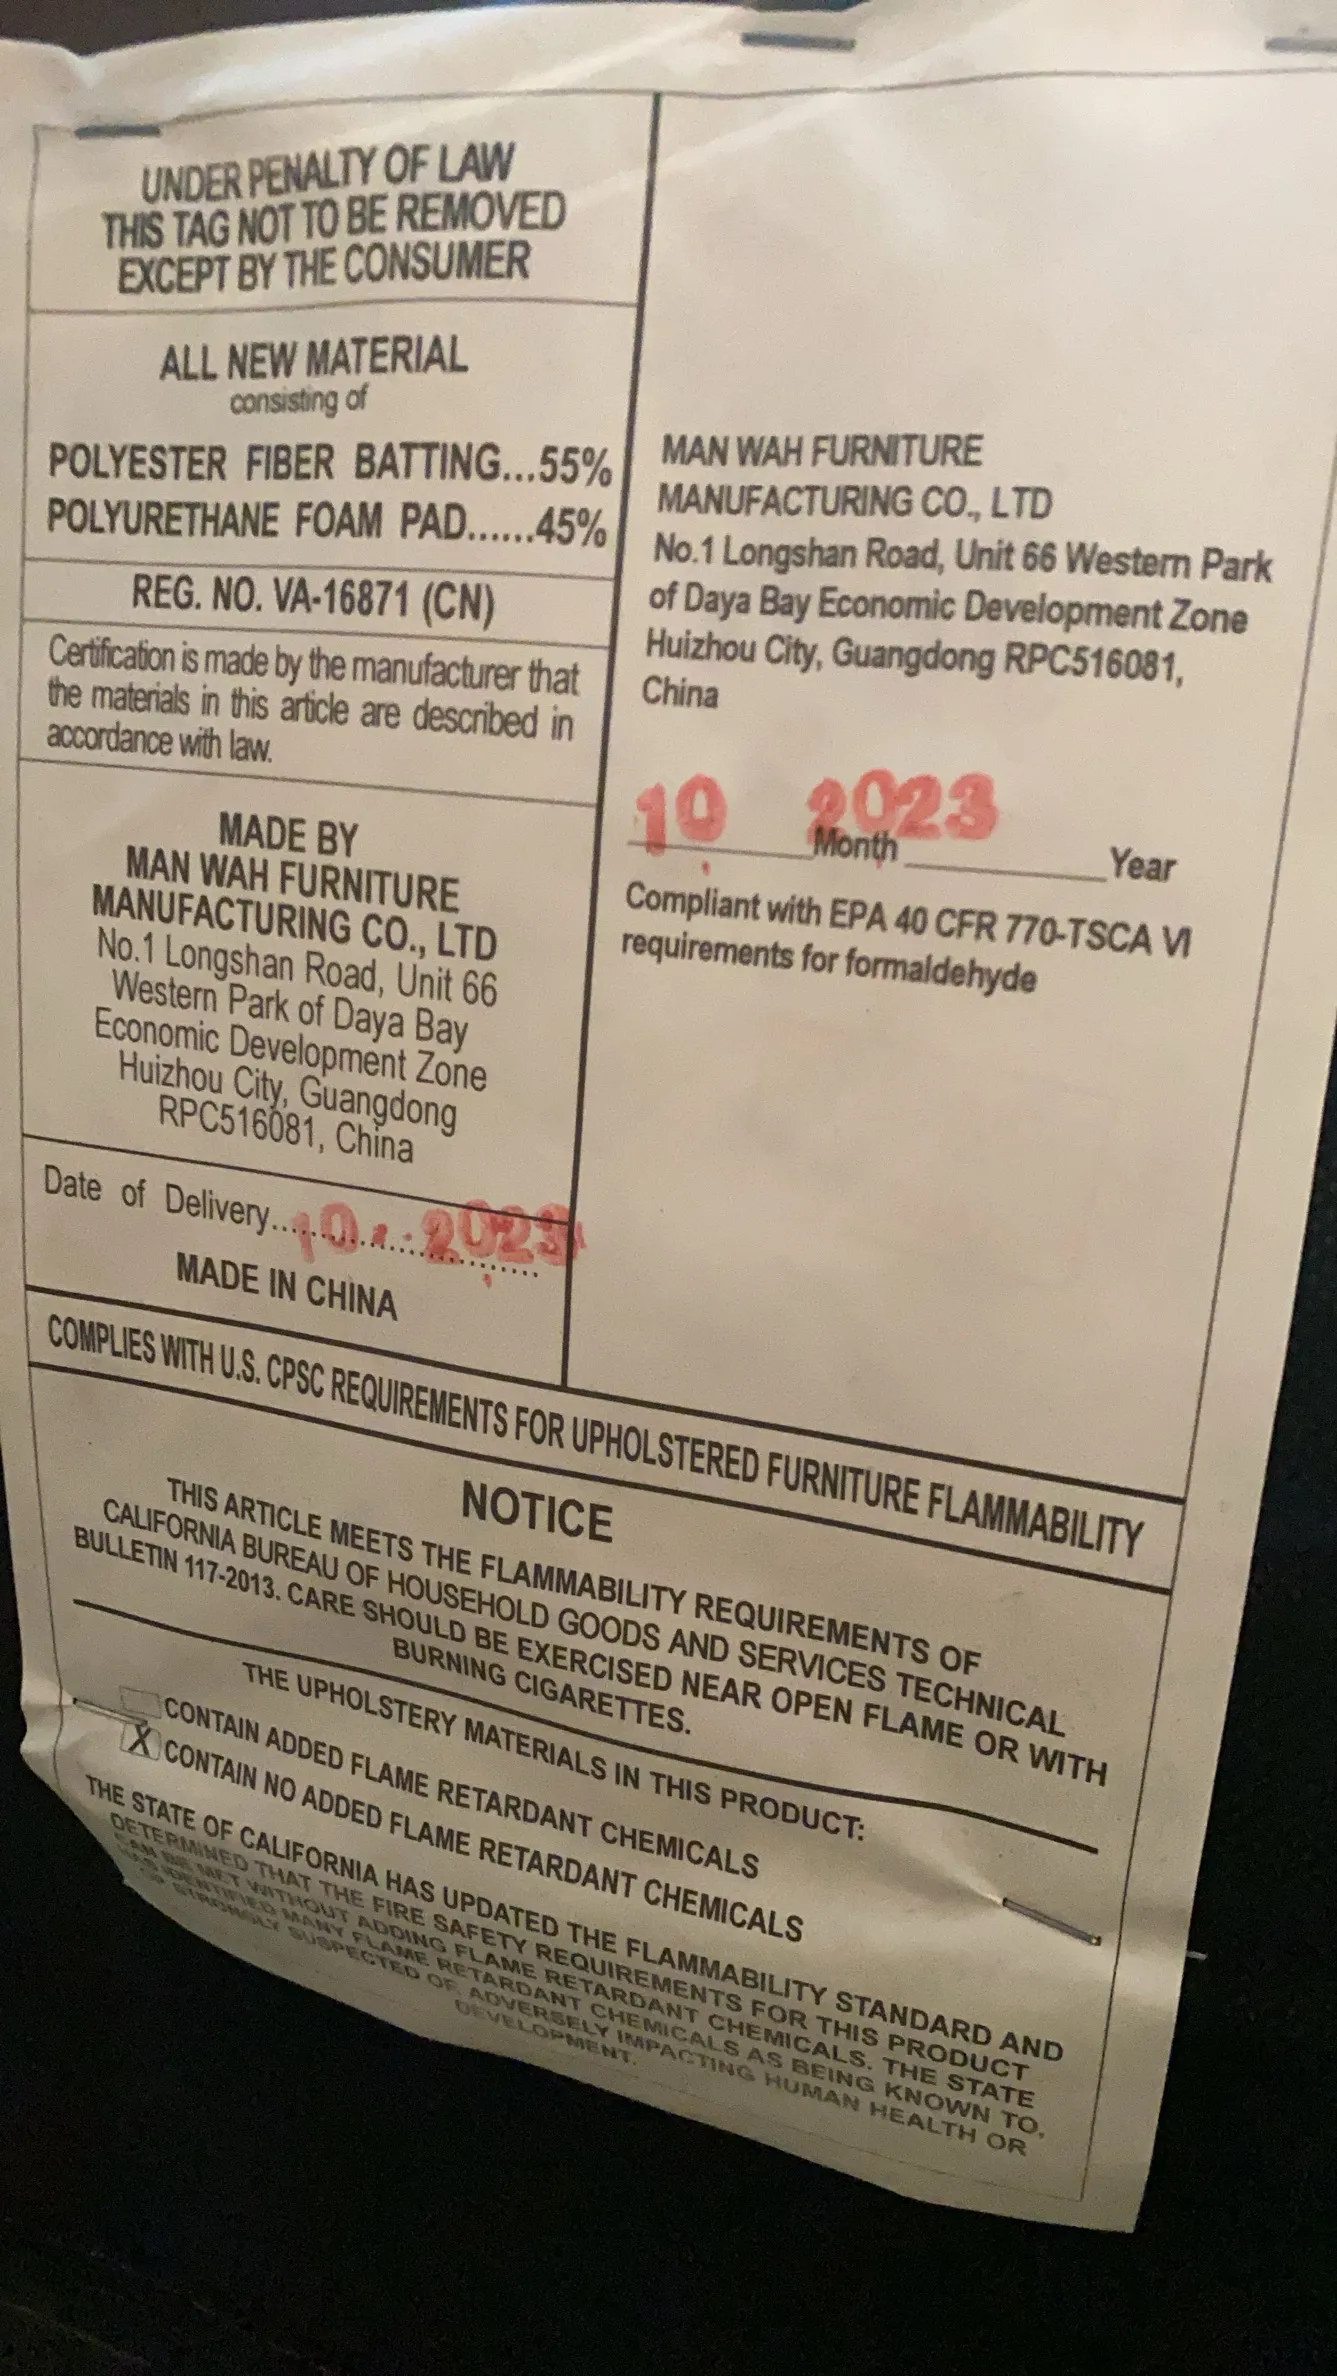 UNDER PENALTY OF LAW
THIS TAG NOT TO BE REMOVED
EXCEPT BY THE CONSUMER
ALL NEW MATERIAL
consisting of
POLYESTER FIBER BATTING...55%
POLYURETHANE FOAM PAD......45%
REG. NO. VA-16871 (CN)
Certification is made by the manufacturer that
the materials in this article are described in
accordance with law.
MADE BY
MAN WAH FURNITURE
MANUFACTURING CO., LTD
No.1 Longshan Road, Unit 66
Western Park of Daya Bay
Economic Development Zone
Huizhou City, Guangdong
RPC516081, China
Date of Delivery...10...2023
MADE IN CHINA
MAN WAH FURNITURE
MANUFACTURING CO., LTD
No.1 Longshan Road, Unit 66 Western Park
of Daya Bay Economic Development Zone
Huizhou City, Guangdong RPC516081,
China
10 2023
Month Year
Compliant with EPA 40 CFR 770-TSCA VI
requirements for formaldehyde
COMPLIES WITH U.S. CPSC REQUIREMENTS FOR UPHOLSTERED FURNITURE FLAMMABILITY
NOTICE
THIS ARTICLE MEETS THE FLAMMABILITY REQUIREMENTS OF
CALIFORNIA BUREAU OF HOUSEHOLD GOODS AND SERVICES TECHNICAL
BULLETIN 117-2013. CARE SHOULD BE EXERCISED NEAR OPEN FLAME OR WITH
BURNING CIGARETTES.
THE UPHOLSTERY MATERIALS IN THIS PRODUCT:
CONTAIN ADDED FLAME RETARDANT CHEMICALS
X CONTAIN NO ADDED FLAME RETARDANT CHEMICALS
THE STATE OF CALIFORNIA HAS UPDATED THE FLAMMABILITY STANDARD AND
DETERMINED THAT THE FIRE SAFETY REQUIREMENTS FOR THIS PRODUCT
CAN BE MET WITHOUT ADDING FLAME RETARDANT CHEMICALS. THE STATE
HAS IDENTIFIED MANY FLAME RETARDANT CHEMICALS AS BEING KNOWN TO,
STRONGLY SUSPECTED OF, ADVERSELY IMPACTING HUMAN HEALTH OR
DEVELOPMENT.